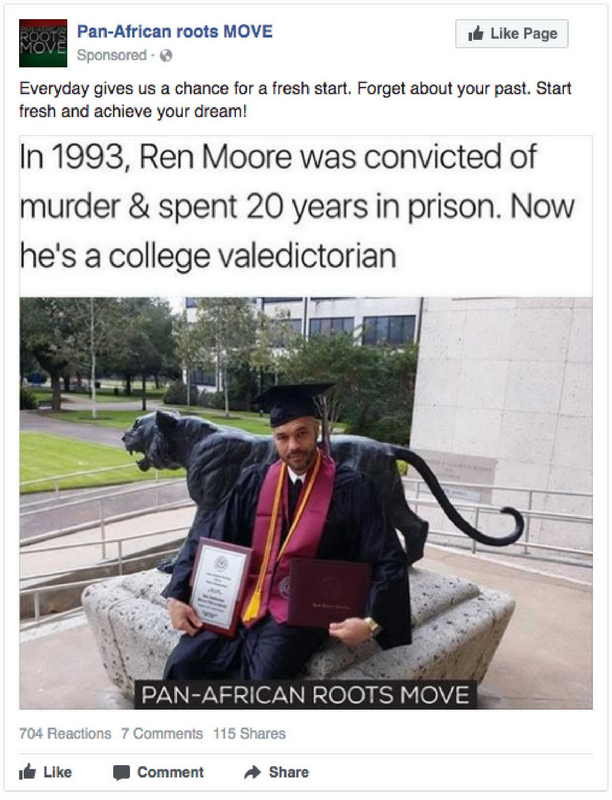 PAN-AFRICAN
ROOTS
MOVE
Pan-African roots MOVE
Like Page
Sponsored ·
Everyday gives us a chance for a fresh start. Forget about your past. Start
fresh and achieve your dream!
In 1993, Ren Moore was convicted of
murder & spent 20 years in prison. Now
he's a college valedictorian
PAN-AFRICAN ROOTS MOVE
704 Reactions 7 Comments 115 Shares
Like Comment Share